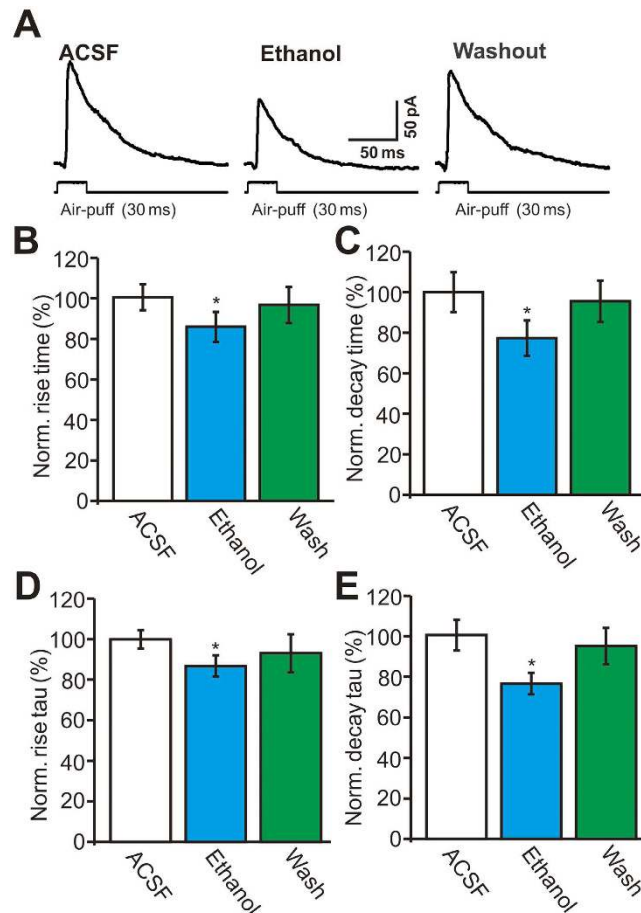 A
ACSF
Ethanol
Washout
50 pA
50 ms
Air-puff (30 ms)
Air-puff (30 ms)
Air-puff (30 ms)
B
Norm. rise time (%)
120
100
80
60
40
20
0
*
ACSF
Ethanol
Wash
C
Norm. decay time (%)
120
100
80
60
40
20
0
*
ACSF
Ethanol
Wash
D
Norm. rise tau (%)
120
100
80
60
40
20
0
*
ACSF
Ethanol
Wash
E
Norm. decay tau (%)
120
100
80
60
40
20
0
*
ACSF
Ethanol
Wash